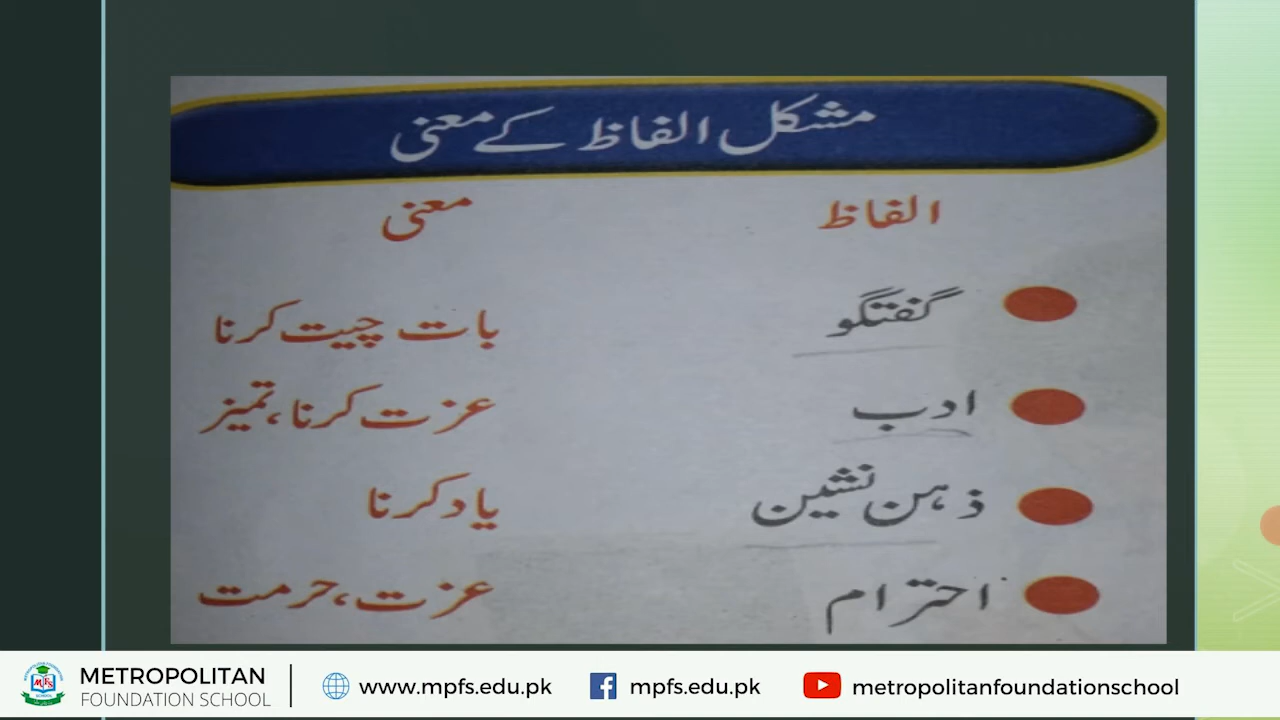 مشکل الفاظ کے معنی
الفاظ معنی
گفتگو بات چیت کرنا
ادب عزت کرنا، تمیز
ذہن نشین یاد کرنا
احترام عزت، حرمت
METROPOLITAN
FOUNDATION SCHOOL
www.mpfs.edu.pk mpfs.edu.pk metropolitanfoundationschool